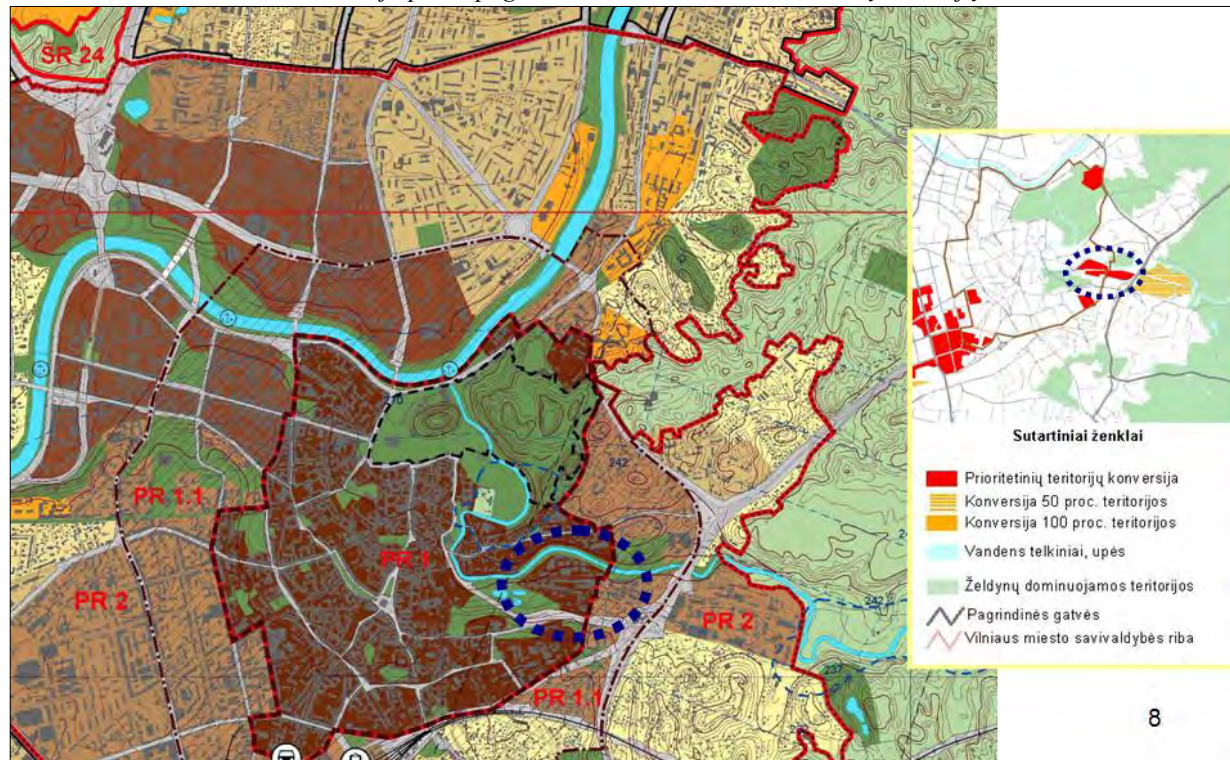 ŠR 24
PR 1.1
PR 1
PR 2
PR 2
PR 1.1
242
242
237
Sutartiniai ženklai
Prioritetinių teritorijų konversija
Konversija 50 proc. teritorijos
Konversija 100 proc. teritorijos
Vandens telkiniai, upės
Želdynų dominuojamos teritorijos
Pagrindinės gatvės
Vilniaus miesto savivaldybės riba
8